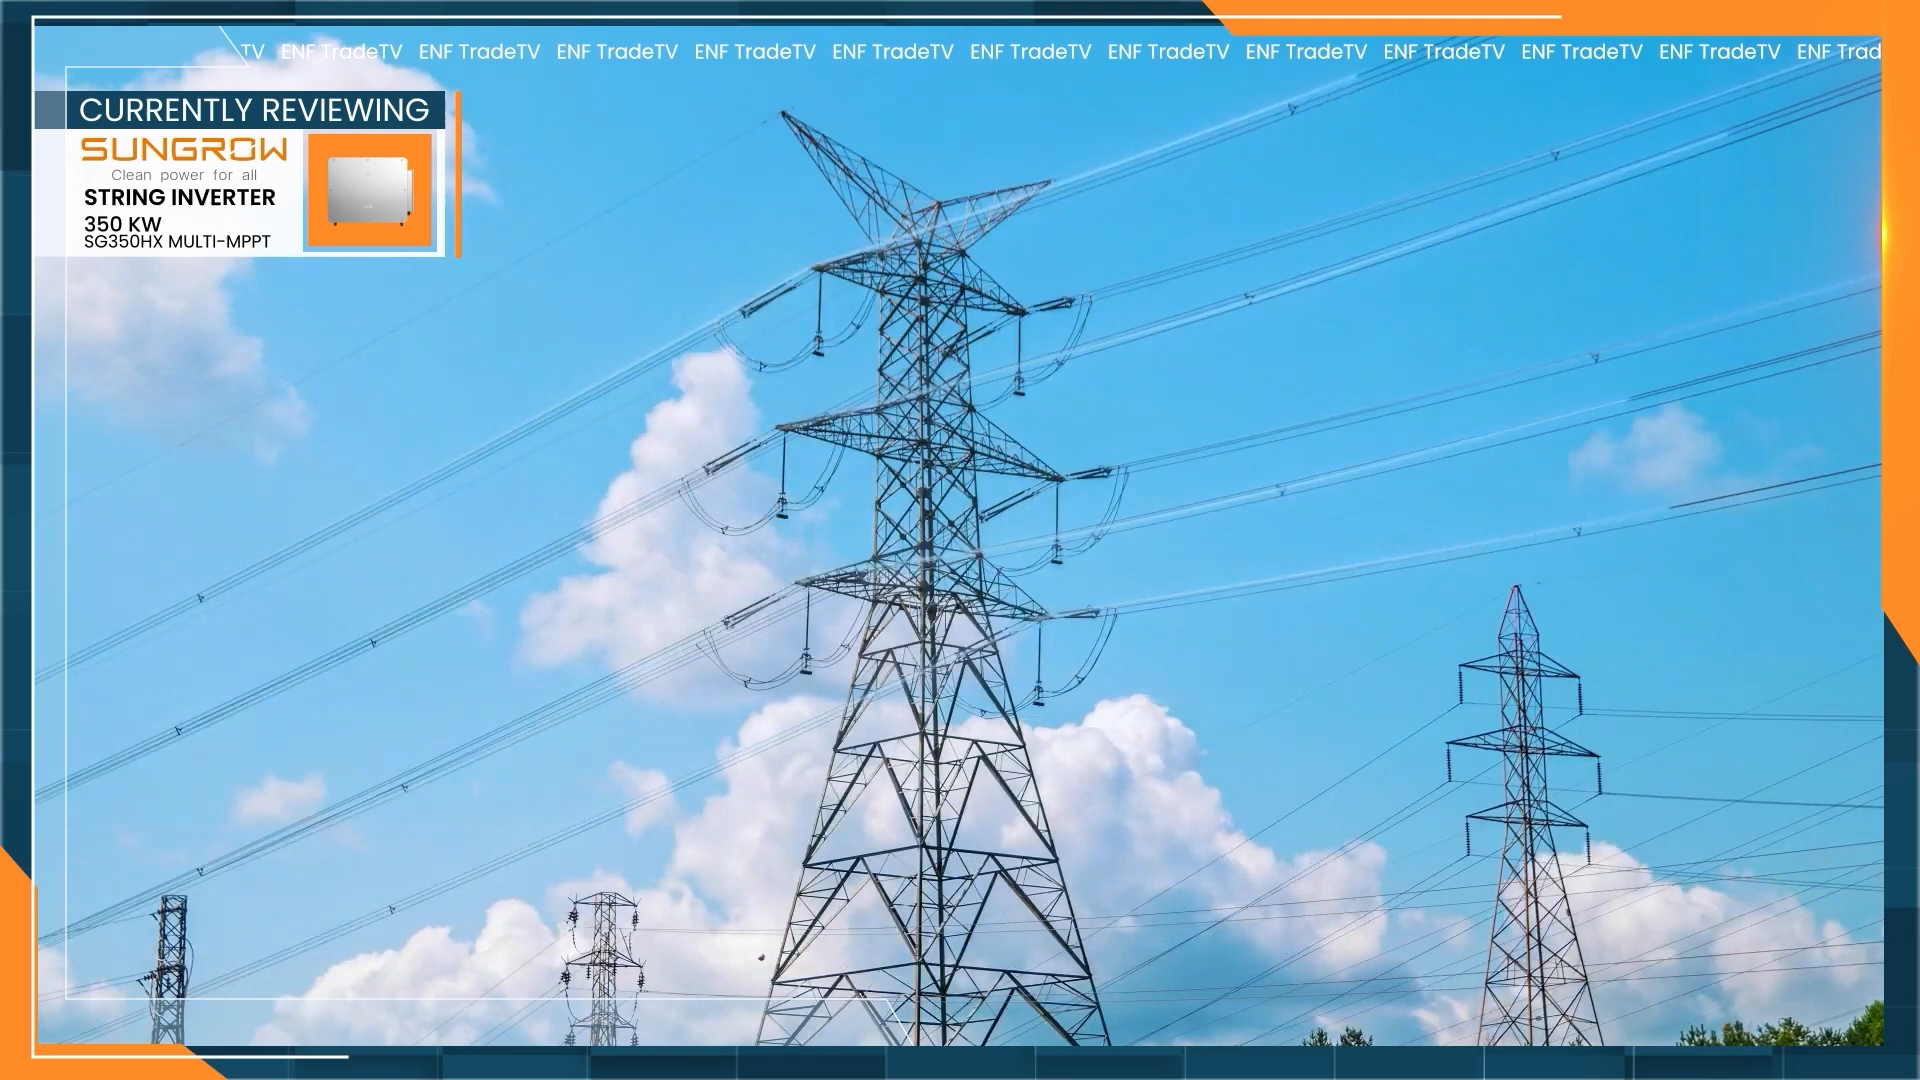 TV ENF TradeTV ENF TradeTV ENF TradeTV ENF TradeTV ENF TradeTV ENF TradeTV ENF TradeTV ENF TradeTV ENF TradeTV ENF TradeTV ENF TradeTV ENF Trad
CURRENTLY REVIEWING
SUNGROW
Clean power for all
STRING INVERTER
350 KW
SG350HX MULTI-MPPT